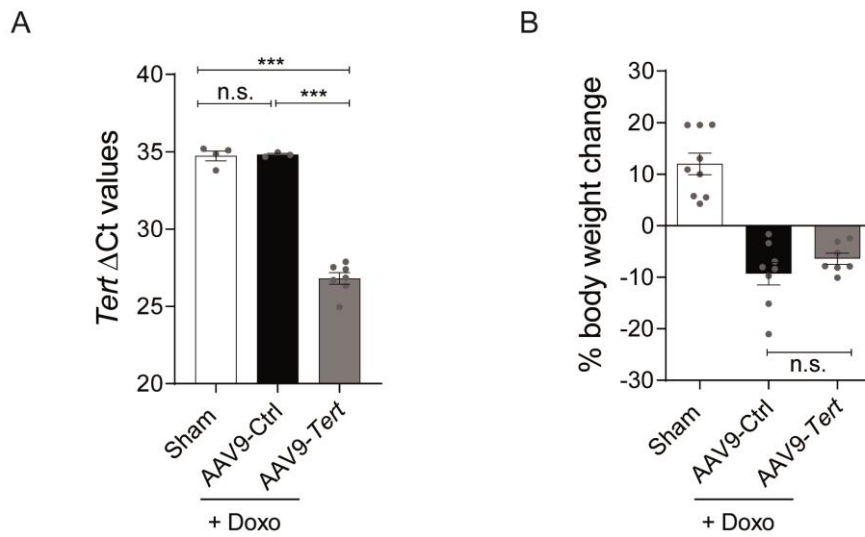 A
Tert ΔCt values
40
35
30
25
20
***
n.s.
***
Sham
AAV9-Ctrl
AAV9-Tert
+ Doxo
B
% body weight change
30
20
10
0
-10
-20
-30
n.s.
Sham
AAV9-Ctrl
AAV9-Tert
+ Doxo